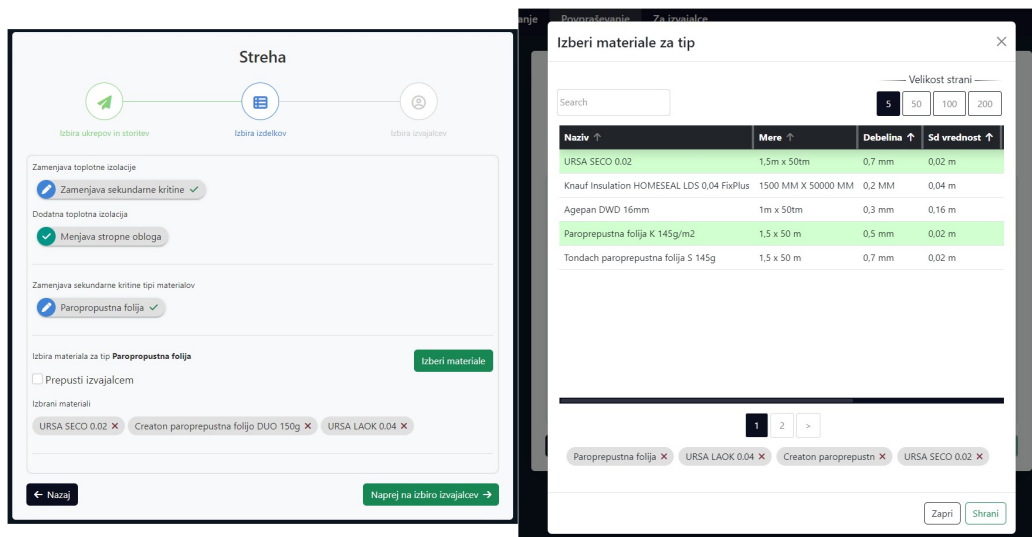 Streha
Izbira ukrepov in storitev
Izbira izdelkov
Izbira izvajalcev
Zamenjava toplotne izolacije
Zamenjava sekundarne kritine
Dodatna toplotna izolacija
Menjava stropne obloga
Zamenjava sekundarne kritine tipi materialov
Paropropustna folija
Izbira materiala za tip Paropropustna folija
Izberi materiale
Prepusti izvajalcem
Izbrani materiali
URSA SECO 0.02 × Creaton paroprepustna folijo DUO 150g × URSA LAOK 0.04 ×
← Nazaj
Naprej na izbiro izvajalcev →
anje Povpraševanje Za izvajalce
Izberi materiale za tip
Velikost strani
Search
5 50 100 200
Naziv ↑ Mere ↑ Debelina ↑ Sd vrednost ↑
URSA SECO 0.02 1,5m x 50tm 0,7 mm 0,02 m
Knauf Insulation HOMESEAL LDS 0,04 FixPlus 1500 MM X 50000 MM 0,2 MM 0,04 m
Agepan DWD 16mm 1m x 50tm 0,3 mm 0,16 m
Paroprepustna folija K 145g/m2 1,5 x 50 m 0,5 mm 0,02 m
Tondach paroprepustna folija S 145g 1,5 x 50 m 0,7 mm 0,02 m
1 2 >
Paroprepustna folija × URSA LAOK 0.04 × Creaton paroprepustn × URSA SECO 0.02 ×
Zapri Shrani